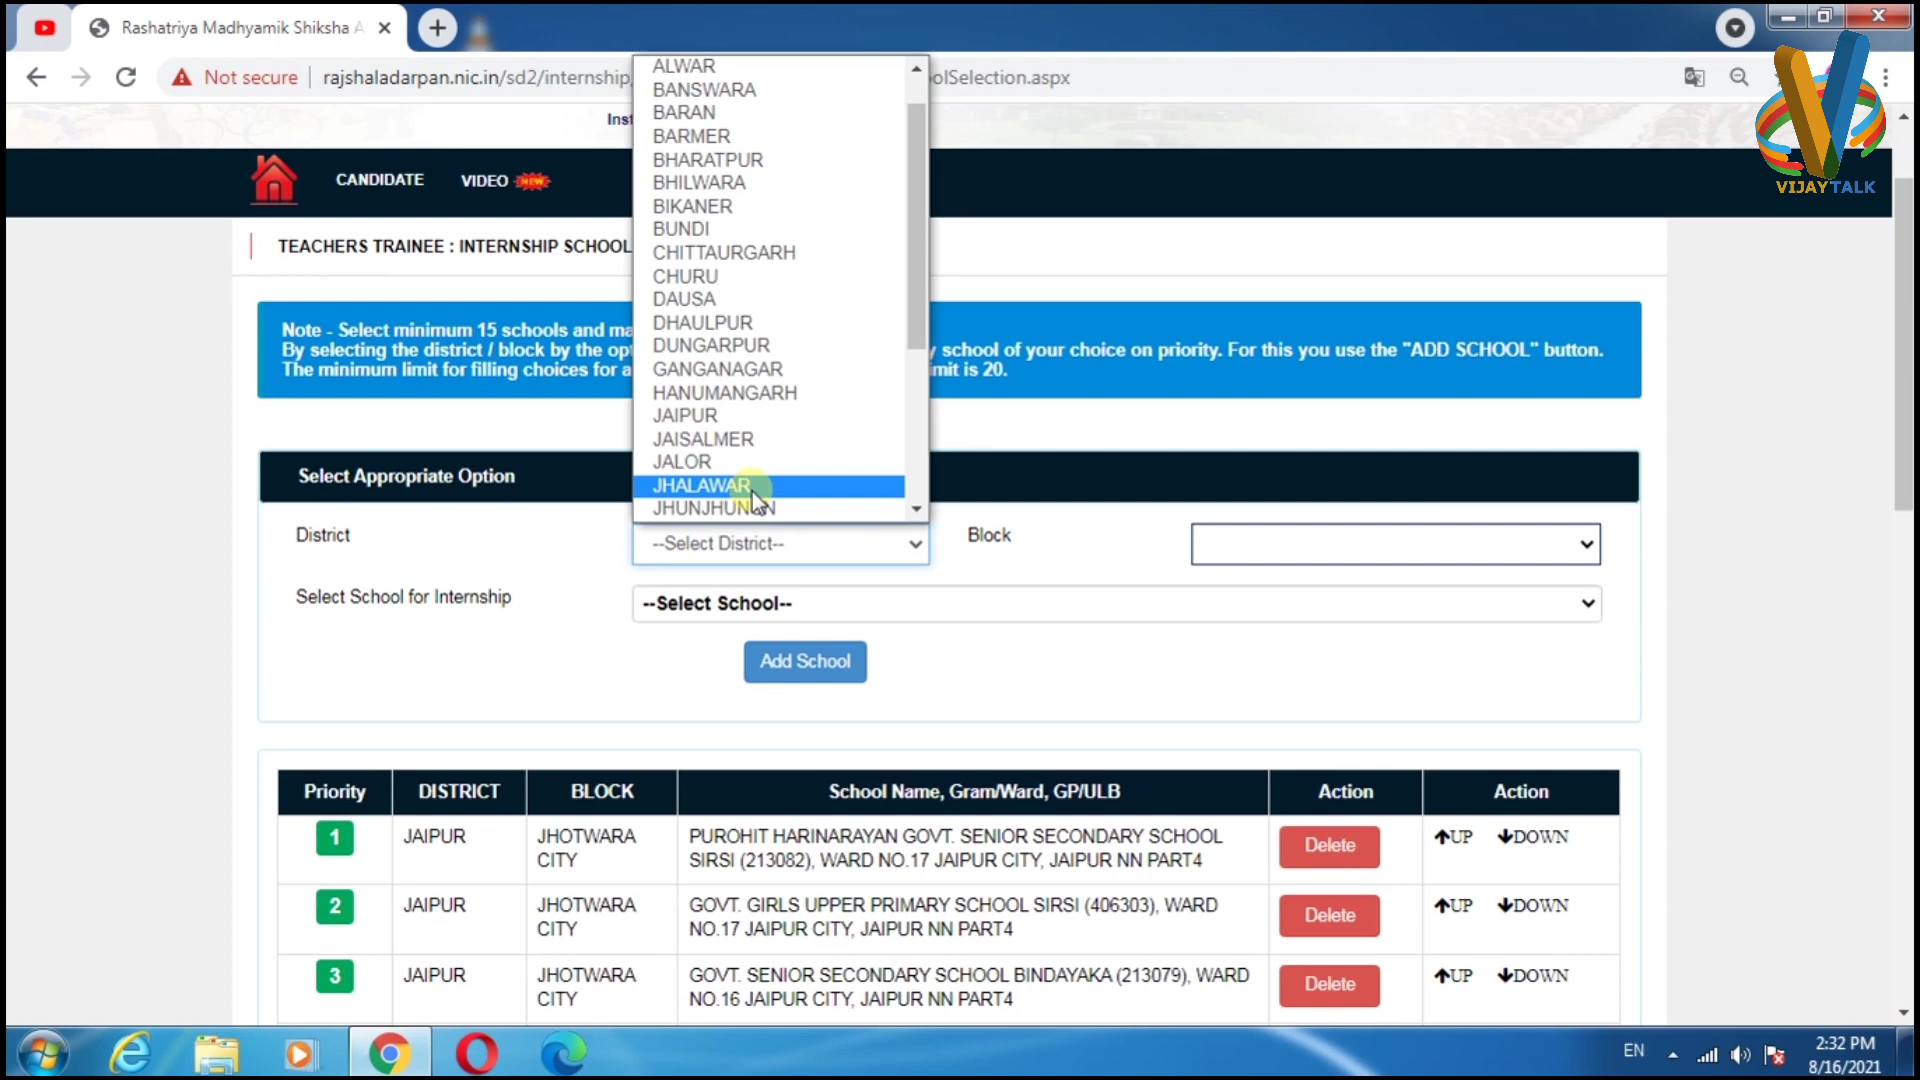 Rashatriya Madhyamik Shiksha A
Not secure
rajshaladarpan.nic.in/sd2/internship,
olSelection.aspx
VIJAYTALK
Inst
CANDIDATE
VIDEO NEW
TEACHERS TRAINEE : INTERNSHIP SCHOOL
ALWAR
BANSWARA
BARAN
BARMER
BHARATPUR
BHILWARA
BIKANER
BUNDI
CHITTAURGARH
CHURU
DAUSA
DHAULPUR
DUNGARPUR
GANGANAGAR
HANUMANGARH
JAIPUR
JAISALMER
JALOR
JHALAWAR
Note - Select minimum 15 schools and ma
By selecting the district / block by the opt
y school of your choice on priority. For this you use the "ADD SCHOOL" button.
The minimum limit for filling choices for a
imit is 20.
Select Appropriate Option
District
--Select District--
Block
Select School for Internship
--Select School--
Add School
Priority DISTRICT BLOCK School Name, Gram/Ward, GP/ULB Action Action
1 JAIPUR JHOTWARA CITY
PUROHIT HARINARAYAN GOVT. SENIOR SECONDARY SCHOOL
SIRSI (213082), WARD NO.17 JAIPUR CITY, JAIPUR NN PART4
Delete UP DOWN
2 JAIPUR JHOTWARA CITY
GOVT. GIRLS UPPER PRIMARY SCHOOL SIRSI (406303), WARD
NO.17 JAIPUR CITY, JAIPUR NN PART4
Delete UP DOWN
3 JAIPUR JHOTWARA CITY
GOVT. SENIOR SECONDARY SCHOOL BINDAYAKA (213079), WARD
NO.16 JAIPUR CITY, JAIPUR NN PART4
Delete UP DOWN
EN
2:32 PM
8/16/2021